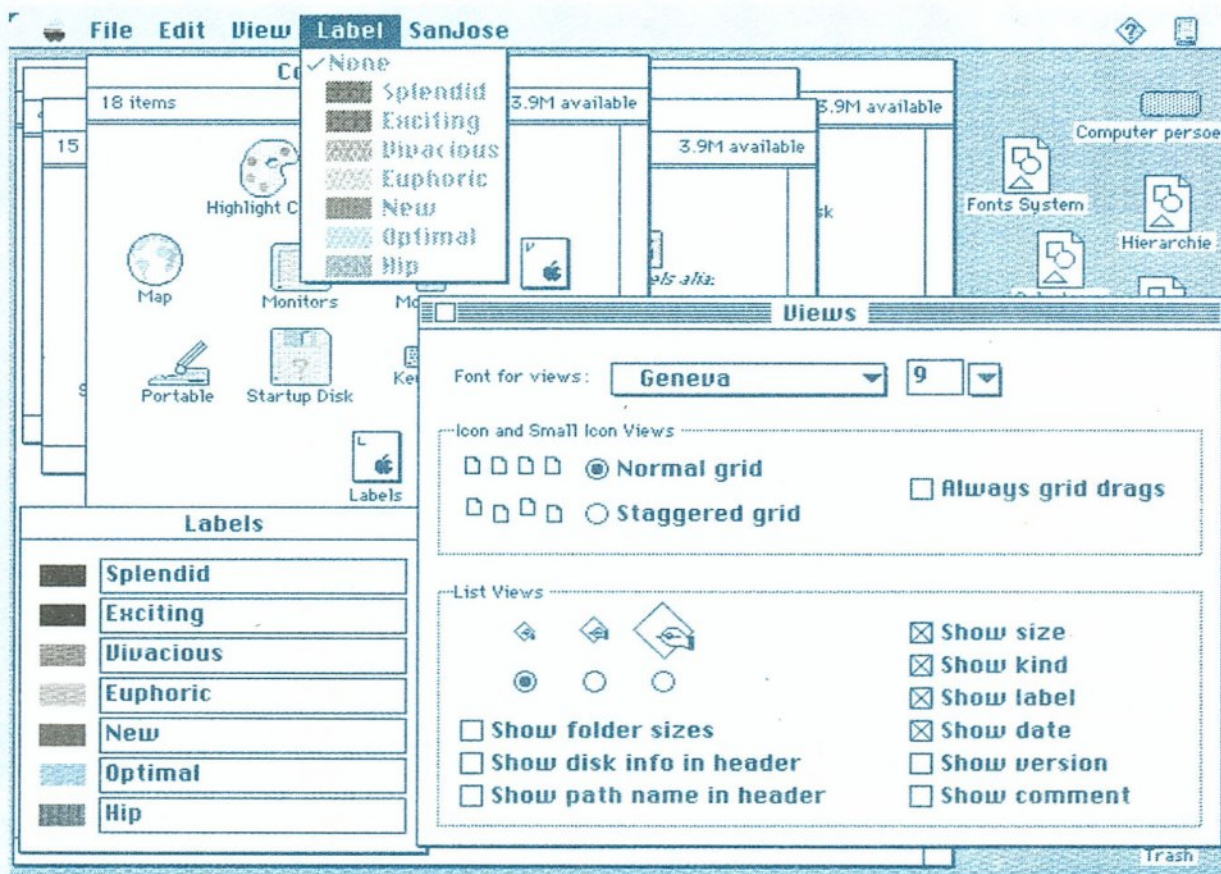 File Edit View Label SanJose
None
Splendid
Exciting
Vivacious
Euphoric
New
Optimal
Hip
18 items
3.9M available
3.9M available
3.9M available
15
Computer persoe
Fonts System
Hierarchie
Map
Monitors
Portable
Startup Disk
Labels
Views
Font for views: Geneva 9
Icon and Small Icon Views
Normal grid
Staggered grid
Always grid drags
List Views
Show folder sizes
Show disk info in header
Show path name in header
Show size
Show kind
Show label
Show date
Show version
Show comment
Labels
Splendid
Exciting
Vivacious
Euphoric
New
Optimal
Hip
Trash